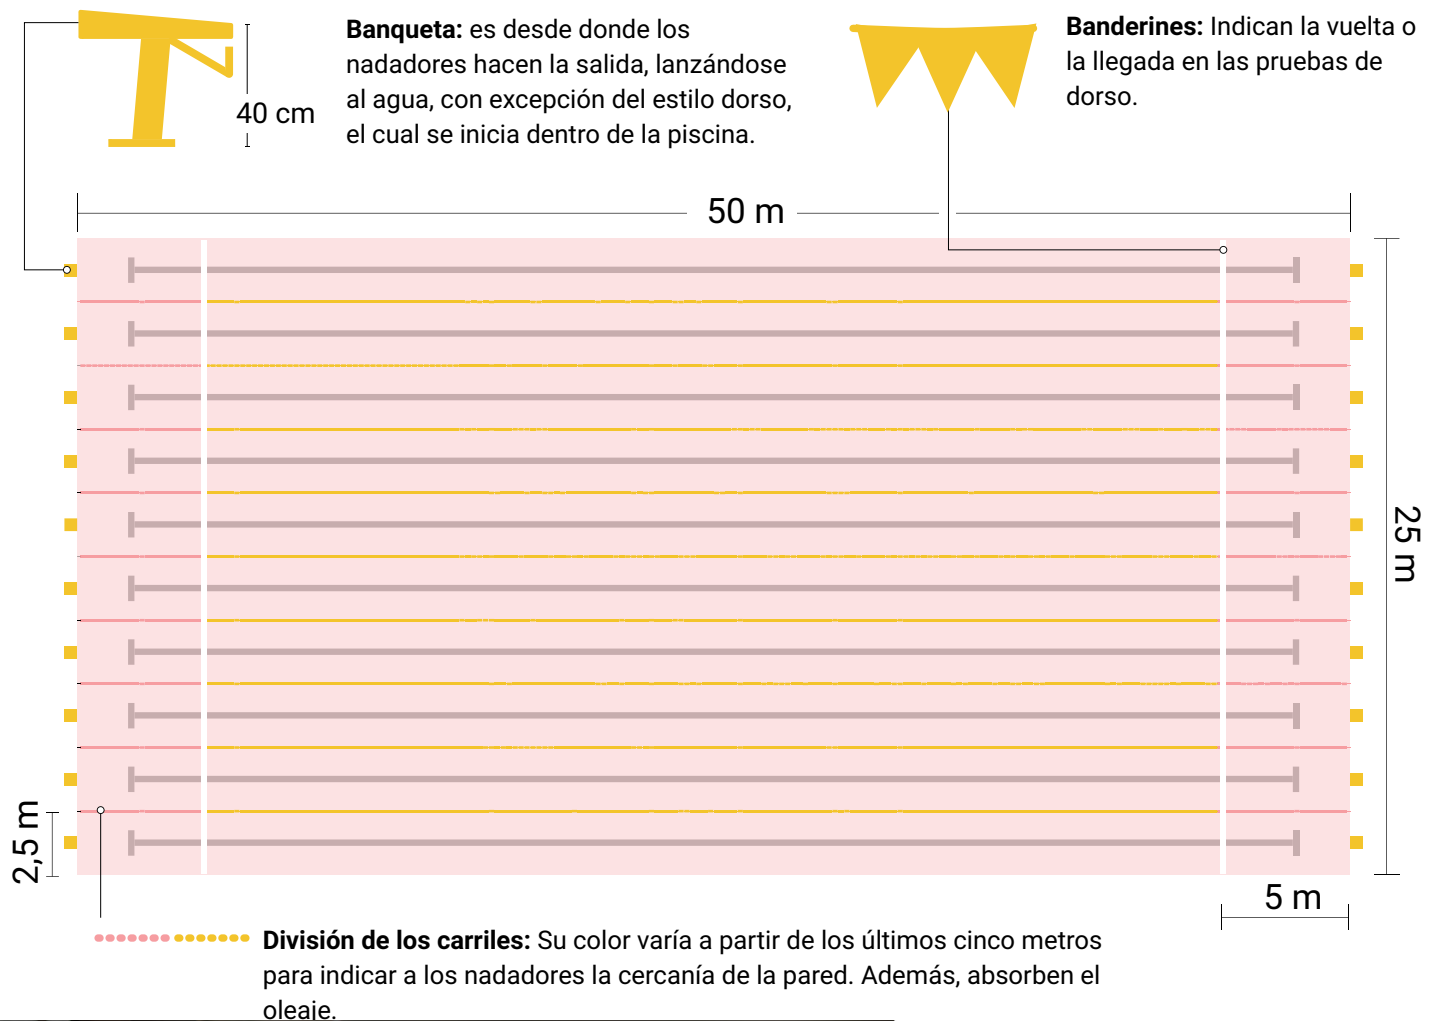 Banqueta: es desde donde los
nadadores hacen la salida, lanzándose
al agua, con excepción del estilo dorso,
el cual se inicia dentro de la piscina.
40 cm
Banderines: Indican la vuelta o
la llegada en las pruebas de
dorso.
50 m
25 m
2,5 m
5 m
División de los carriles: Su color varía a partir de los últimos cinco metros
para indicar a los nadadores la cercanía de la pared. Además, absorben el
oleaje.